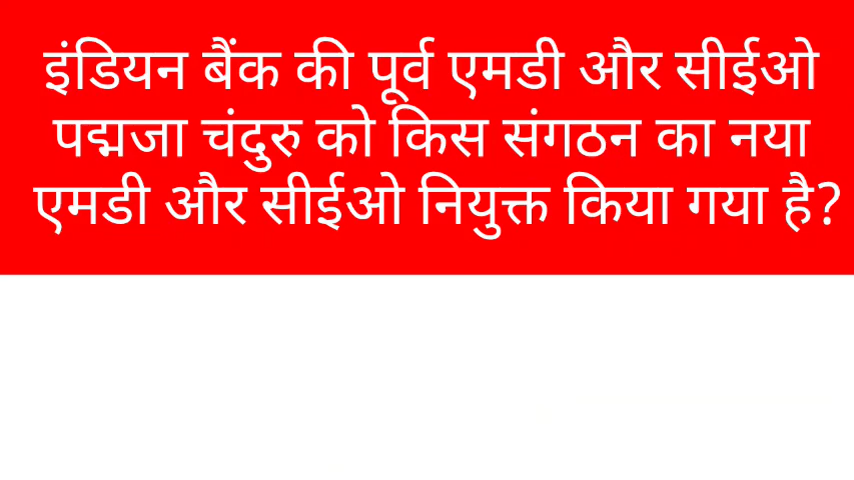 इंडियन बैंक की पूर्व एमडी और सीईओ
पद्मजा चंदुरु को किस संगठन का नया
एमडी और सीईओ नियुक्त किया गया है?